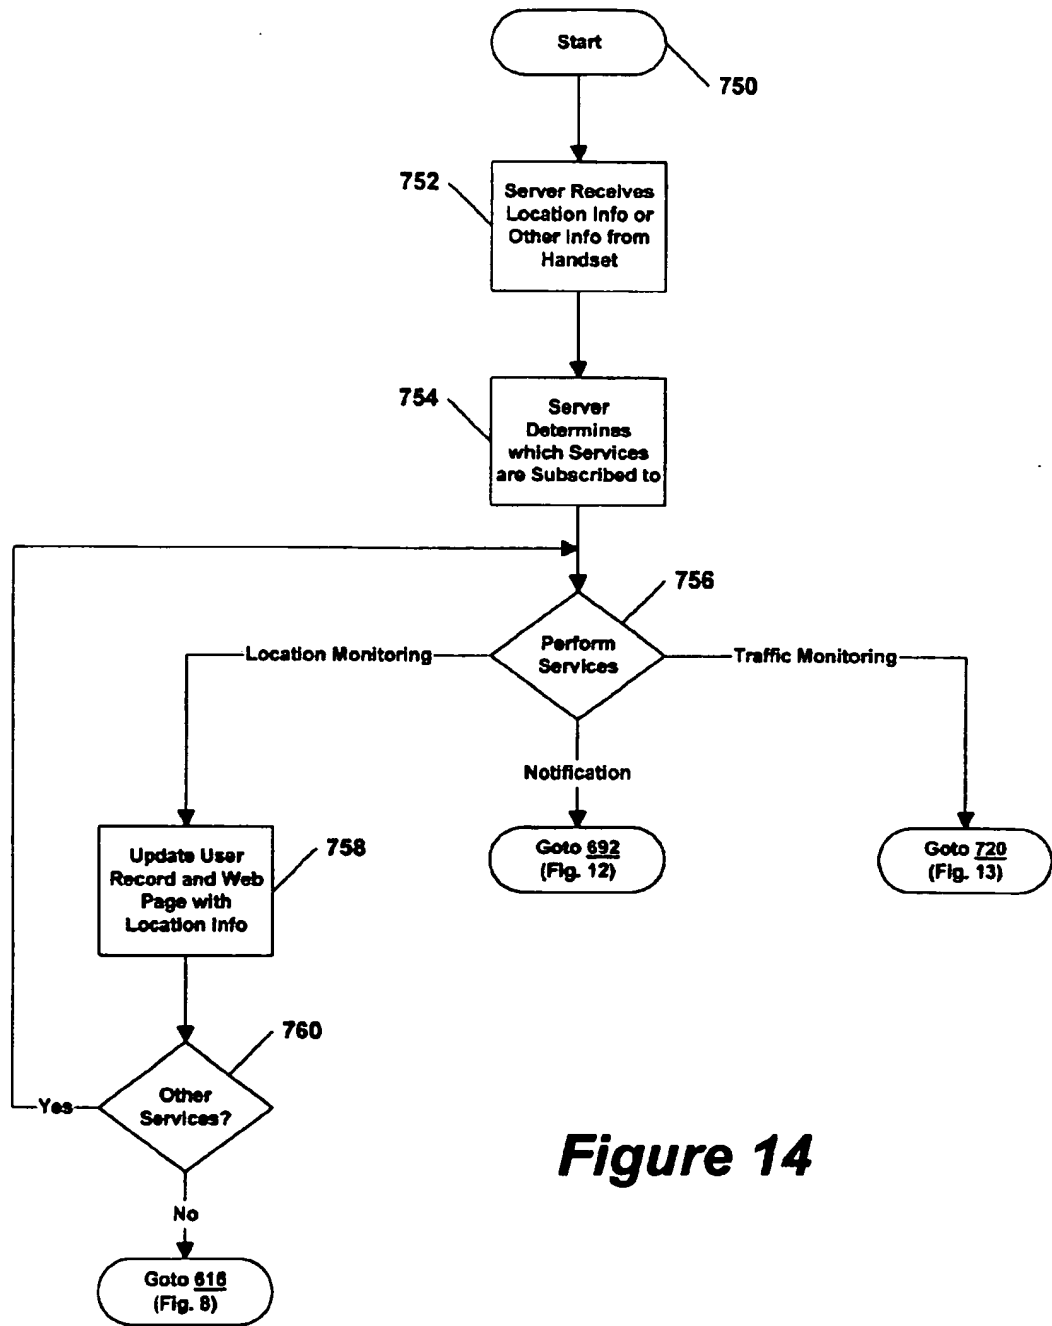 Start
750
752
Server Receives
Location Info or
Other Info from
Handset
754
Server
Determines
which Services
are Subscribed to
756
Perform
Services
Location Monitoring
Traffic Monitoring
Notification
758
Update User
Record and Web
Page with
Location Info
Goto 692
(Fig. 12)
Goto 720
(Fig. 13)
760
Other
Services?
Yes
No
Goto 616
(Fig. 8)
Figure 14